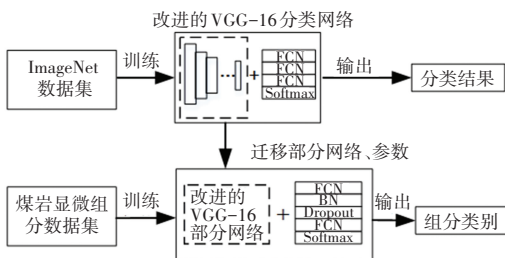 改进的VGG-16分类网络
ImageNet
数据集
训练
+
FCN
FCN
FCN
Softmax
输出
分类结果
迁移部分网络、参数
煤岩显微组
分数据集
训练
改进的
VGG-16
部分网络
+
FCN
BN
Dropout
FCN
Softmax
输出
组分类别